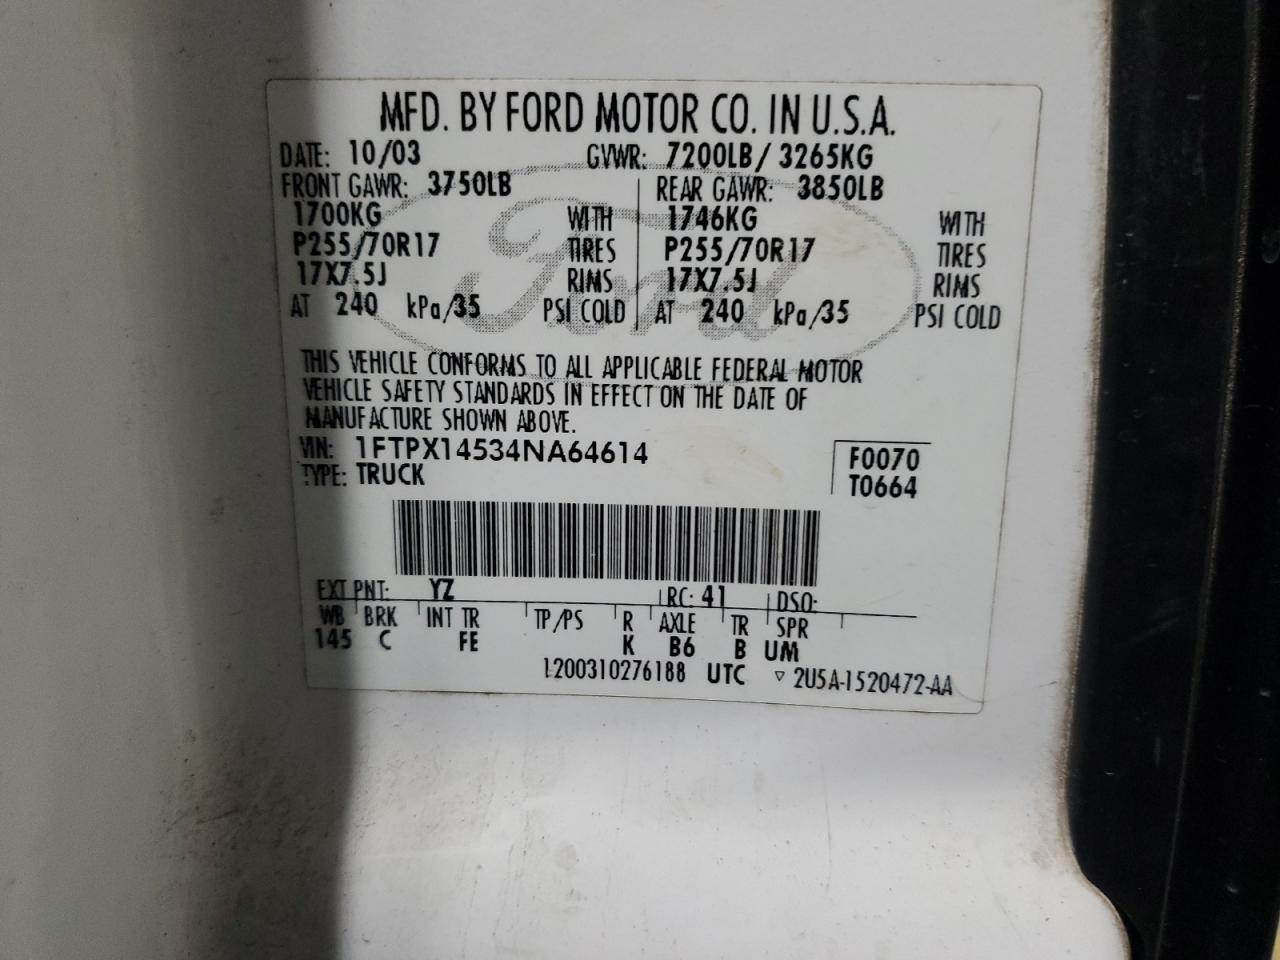 MFD. BY FORD MOTOR CO. IN U.S.A.
DATE: 10/03 GVWR: 7200LB/ 3265KG
FRONT GAWR: 3750LB REAR GAWR: 3850LB
1700KG WITH 1746KG WITH
P255/70R17 TIRES P255/70R17 TIRES
17X7.5J RIMS 17X7.5J RIMS
AT 240 kPa/35 PSI COLD AT 240 kPa/35 PSI COLD
Ford
THIS VEHICLE CONFORMS TO ALL APPLICABLE FEDERAL MOTOR
VEHICLE SAFETY STANDARDS IN EFFECT ON THE DATE OF
MANUFACTURE SHOWN ABOVE.
VIN: 1FTPX14534NA64614 F0070
TYPE: TRUCK T0664
EXT PNT: YZ RC: 41 DSO:
WB BRK INT TR TP/PS R AXLE TR SPR
145 C FE K B6 B UM
1200310276188 UTC ▽ 2U5A-1520472-AA